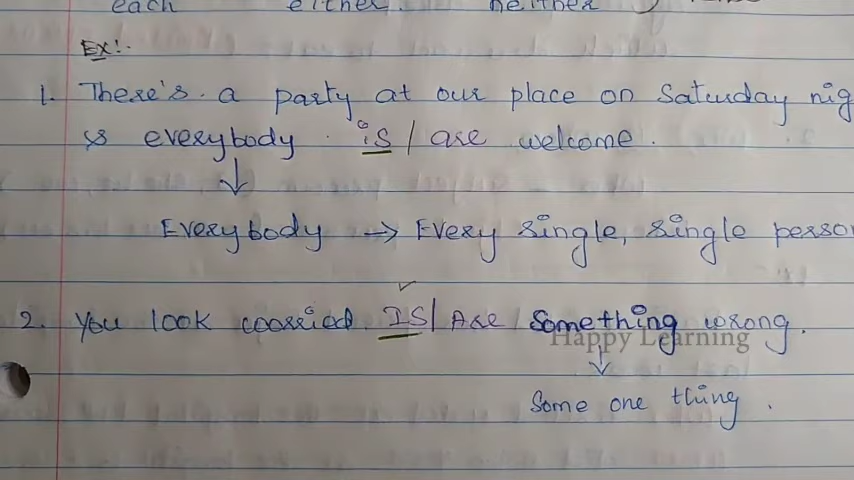 each either neither
Ex:-
1. There's a party at our place on Saturday nig
& everybody is / are welcome.
Everybody → Every single, single perso
2. You look worried. IS / Are something wrong.
Happy Learning
Some one thing.